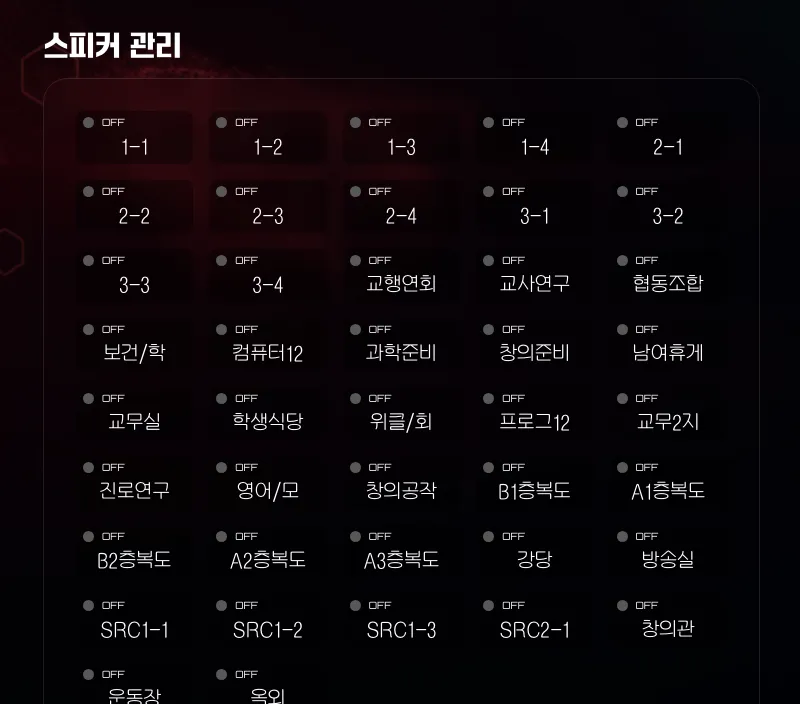 스피커 관리
OFF OFF OFF OFF OFF
1-1 1-2 1-3 1-4 2-1
OFF OFF OFF OFF OFF
2-2 2-3 2-4 3-1 3-2
OFF OFF OFF OFF OFF
3-3 3-4 교행연회 교사연구 협동조합
OFF OFF OFF OFF OFF
보건/학 컴퓨터12 과학준비 창의준비 남여휴게
OFF OFF OFF OFF OFF
교무실 학생식당 위클/회 프로그12 교무2지
OFF OFF OFF OFF OFF
진로연구 영어/모 창의공작 B1층복도 A1층복도
OFF OFF OFF OFF OFF
B2층복도 A2층복도 A3층복도 강당 방송실
OFF OFF OFF OFF OFF
SRC1-1 SRC1-2 SRC1-3 SRC2-1 창의관
OFF OFF
운동장 옥외